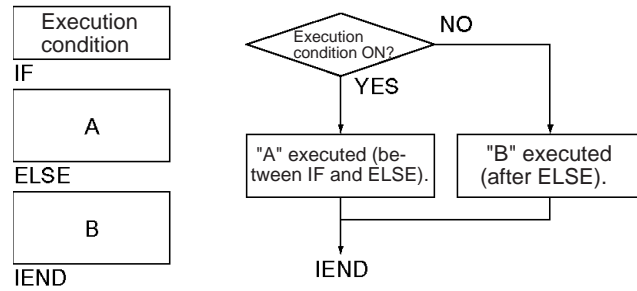 Execution
condition
IF
A
ELSE
B
IEND
Execution
condition ON?
NO
YES
"A" executed (be-
tween IF and ELSE).
"B" executed
(after ELSE).
IEND